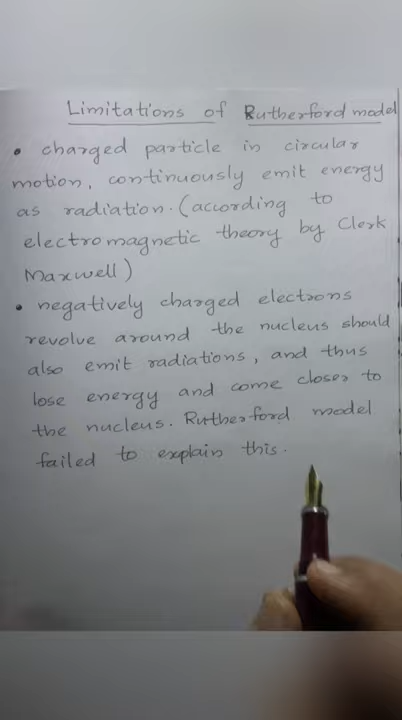 Limitations of Rutherford model
• charged particle in circular
motion, continuously emit energy
as radiation. (according to
electromagnetic theory by Clerk
Maxwell)
• negatively charged electrons
revolve around the nucleus should
also emit radiations, and thus
lose energy and come closer to
the nucleus. Rutherford model
failed to explain this.